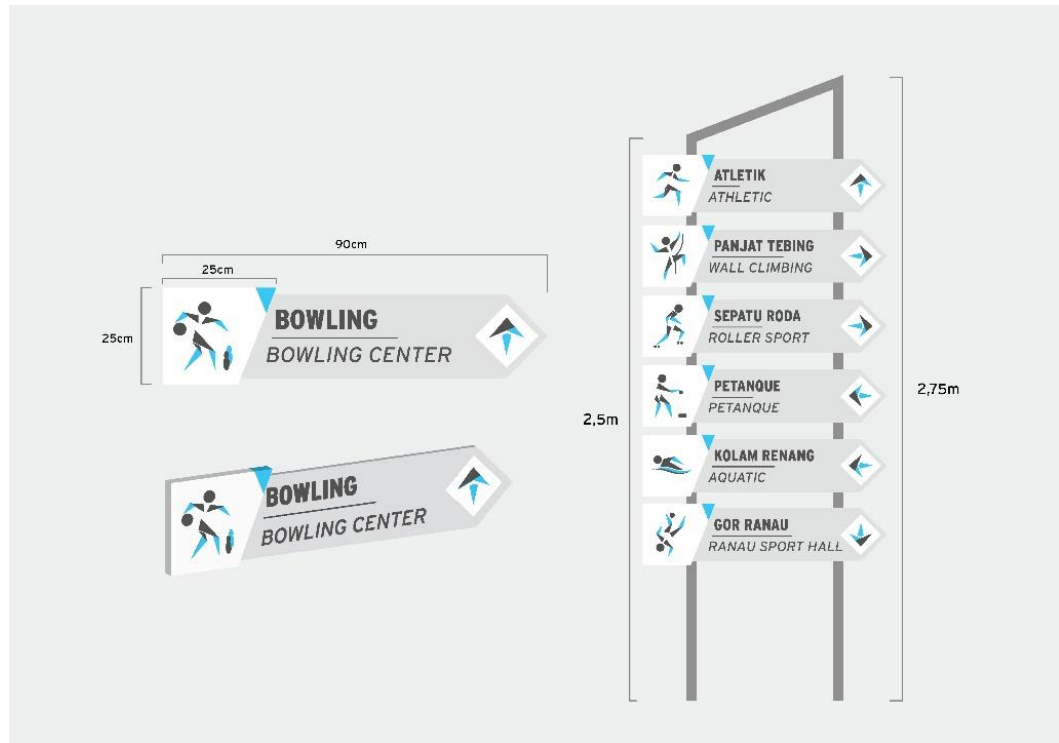 90cm
25cm
25cm
BOWLING
BOWLING CENTER
BOWLING
BOWLING CENTER
2,5m
2,75m
ATLETIK
ATHLETIC
PANJAT TEBING
WALL CLIMBING
SEPATU RODA
ROLLER SPORT
PETANQUE
PETANQUE
KOLAM RENANG
AQUATIC
GOR RANAU
RANAU SPORT HALL